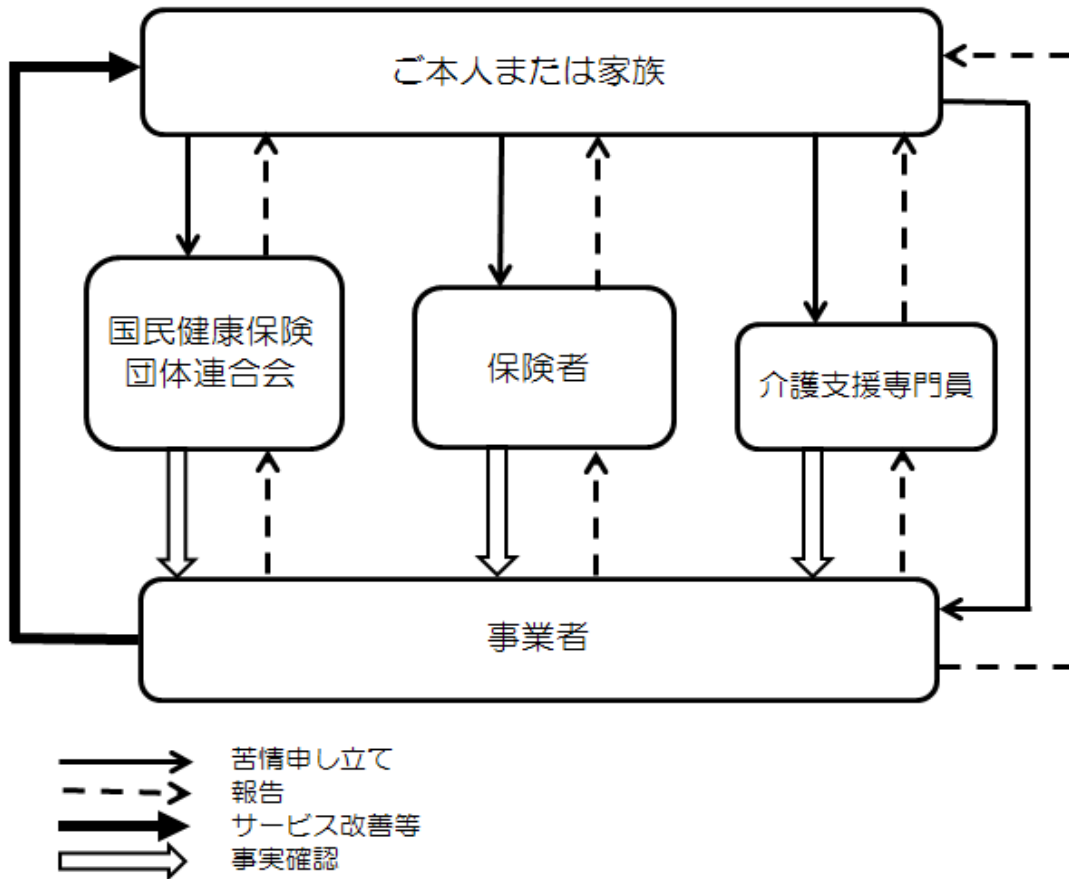 ご本人または家族
国民健康保険
団体連合会
保険者
介護支援専門員
事業者
苦情申し立て
報告
サービス改善等
事実確認